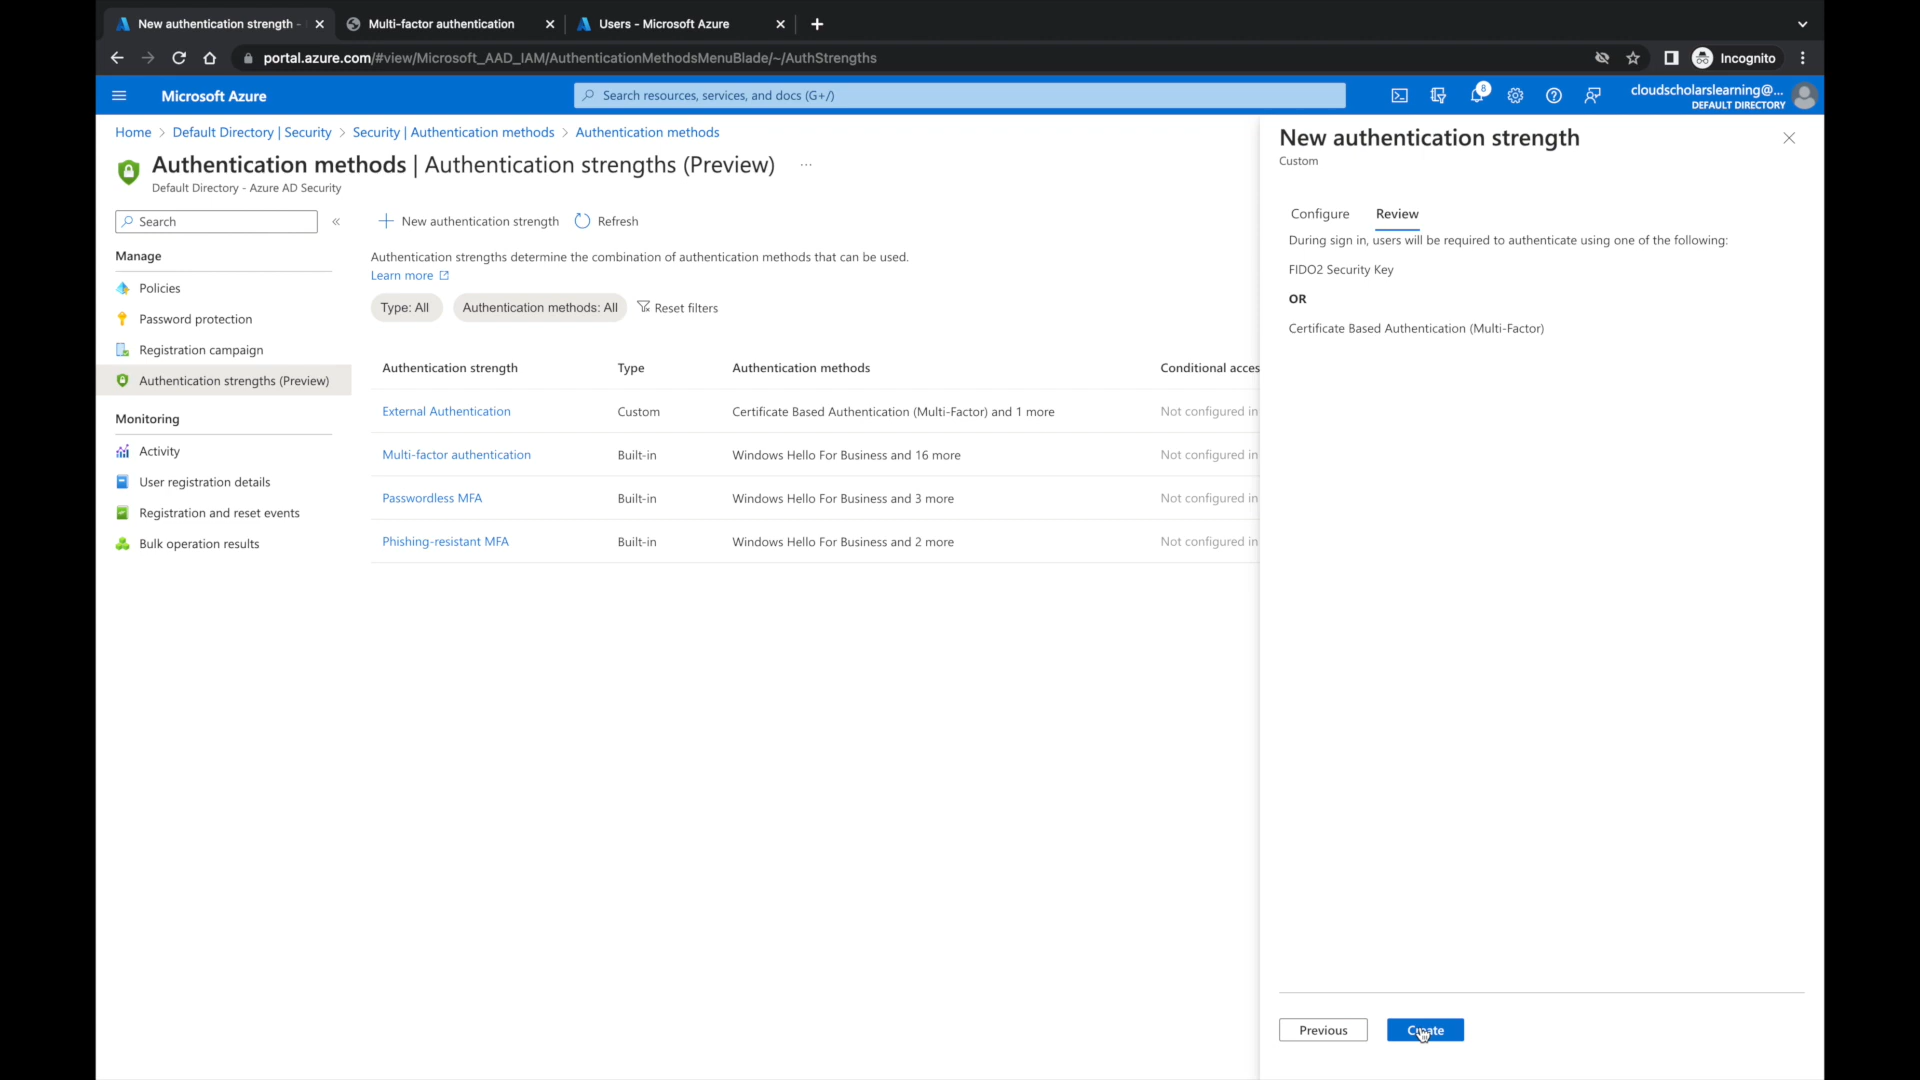 New authentication strength -
Multi-factor authentication
Users - Microsoft Azure
portal.azure.com/#view/Microsoft_AAD_IAM/AuthenticationMethodsMenuBlade/~/AuthStrengths
Incognito
Microsoft Azure
Search resources, services, and docs (G+/)
8
cloudscholarslearning@...
DEFAULT DIRECTORY
Home > Default Directory | Security > Security | Authentication methods > Authentication methods
Authentication methods | Authentication strengths (Preview) ...
Default Directory - Azure AD Security
Search
«
Manage
Policies
Password protection
Registration campaign
Authentication strengths (Preview)
Monitoring
Activity
User registration details
Registration and reset events
Bulk operation results
New authentication strength
Refresh
Authentication strengths determine the combination of authentication methods that can be used.
Learn more
Type: All
Authentication methods: All
Reset filters
Authentication strength Type Authentication methods Conditional acces
External Authentication Custom Certificate Based Authentication (Multi-Factor) and 1 more Not configured in
Multi-factor authentication Built-in Windows Hello For Business and 16 more Not configured in
Passwordless MFA Built-in Windows Hello For Business and 3 more Not configured in
Phishing-resistant MFA Built-in Windows Hello For Business and 2 more Not configured in
New authentication strength
Custom
Configure Review
During sign in, users will be required to authenticate using one of the following:
FIDO2 Security Key
OR
Certificate Based Authentication (Multi-Factor)
Previous
Create